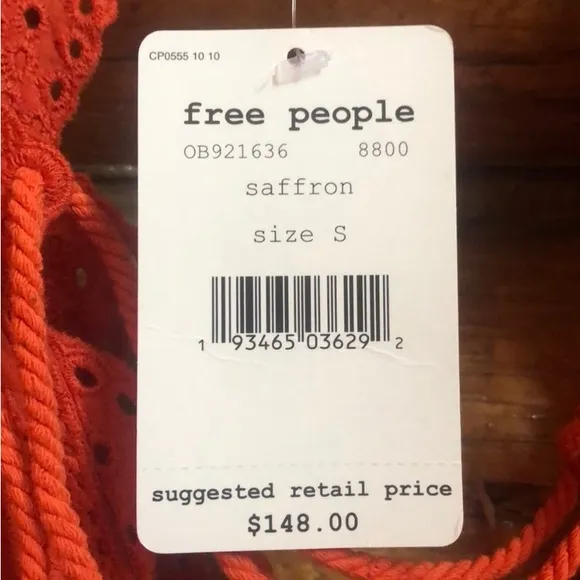 CP0555 10 10
free people
OB921636 8800
saffron
size S
1 93465 03629 2
suggested retail price
$148.00